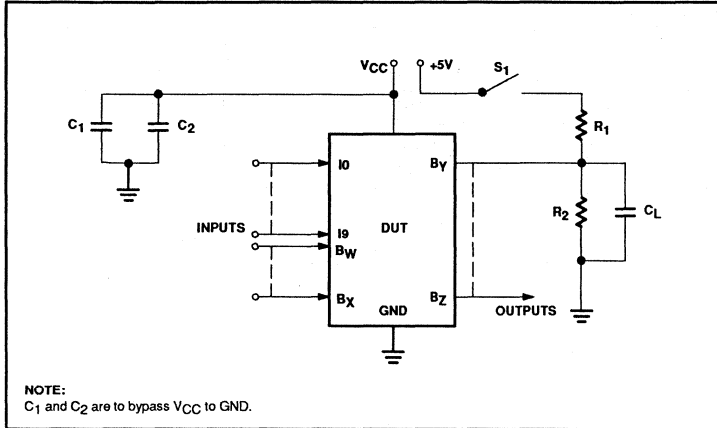 VCC +5V S1
C1 C2 R1
I0 BY
R2 CL
INPUTS I9 DUT
BW
BX BZ
GND OUTPUTS
NOTE:
C1 and C2 are to bypass VCC to GND.